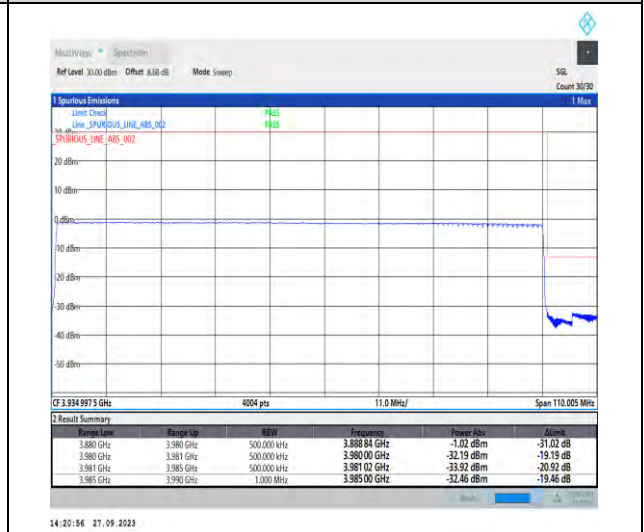 MultiView Spectrum
Ref Level 30.00 dBm Offset 8.68 dB Mode Sweep SGL
Count 30/30
1 Spurious Emissions 1 Max
Limit Check PASS
Line _SPURIOUS_LINE_ABS_002 PASS
_SPURIOUS_LINE_ABS_002
20 dBm
10 dBm
0 dBm
-10 dBm
-20 dBm
-30 dBm
-40 dBm
-50 dBm
CF 3.934 997 5 GHz 4004 pts 11.0 MHz/ Span 110.005 MHz
2 Result Summary
Range Low Range Up RBW Frequency Power Abs ΔLimit
3.880 GHz 3.980 GHz 500.000 kHz 3.888 84 GHz -1.02 dBm -31.02 dB
3.980 GHz 3.981 GHz 500.000 kHz 3.980 00 GHz -32.19 dBm -19.19 dB
3.981 GHz 3.985 GHz 500.000 kHz 3.981 02 GHz -33.92 dBm -20.92 dB
3.985 GHz 3.990 GHz 1.000 MHz 3.985 00 GHz -32.46 dBm -19.46 dB
14:20:56 27.09.2023